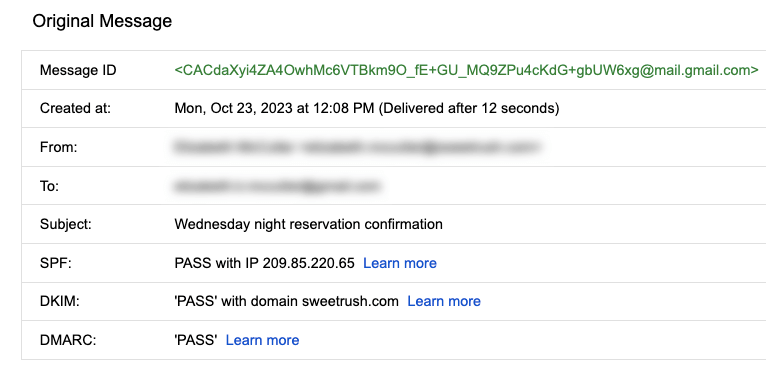 Original Message
Message ID <CACdaXyi4ZA4OwhMc6VTBkm9O_fE+GU_MQ9ZPu4cKdG+gbUW6xg@mail.gmail.com>
Created at: Mon, Oct 23, 2023 at 12:08 PM (Delivered after 12 seconds)
From:
To:
Subject: Wednesday night reservation confirmation
SPF: PASS with IP 209.85.220.65 Learn more
DKIM: 'PASS' with domain sweetrush.com Learn more
DMARC: 'PASS' Learn more